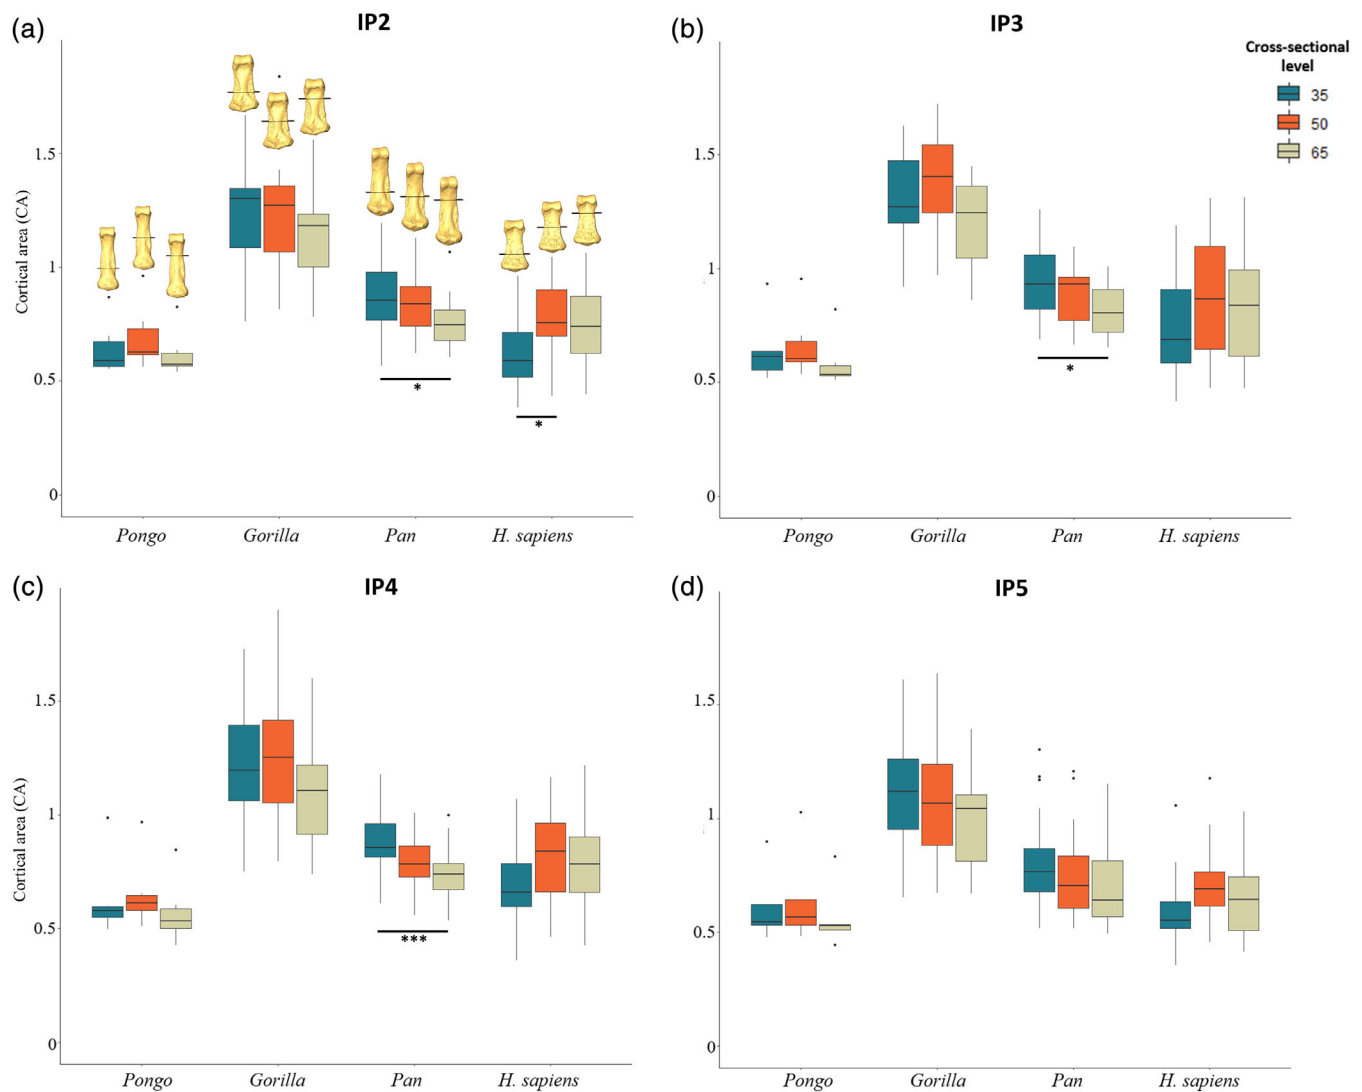 (a)
IP2
Cortical area (CA)
1.5
1
0.5
0
*
*
Pongo Gorilla Pan H. sapiens
(b)
IP3
Cross-sectional
level
35
50
65
1.5
1
0.5
0
*
Pongo Gorilla Pan H. sapiens
(c)
IP4
Cortical area (CA)
1.5
1
0.5
0
***
Pongo Gorilla Pan H. sapiens
(d)
IP5
1.5
1
0.5
0
Pongo Gorilla Pan H. sapiens